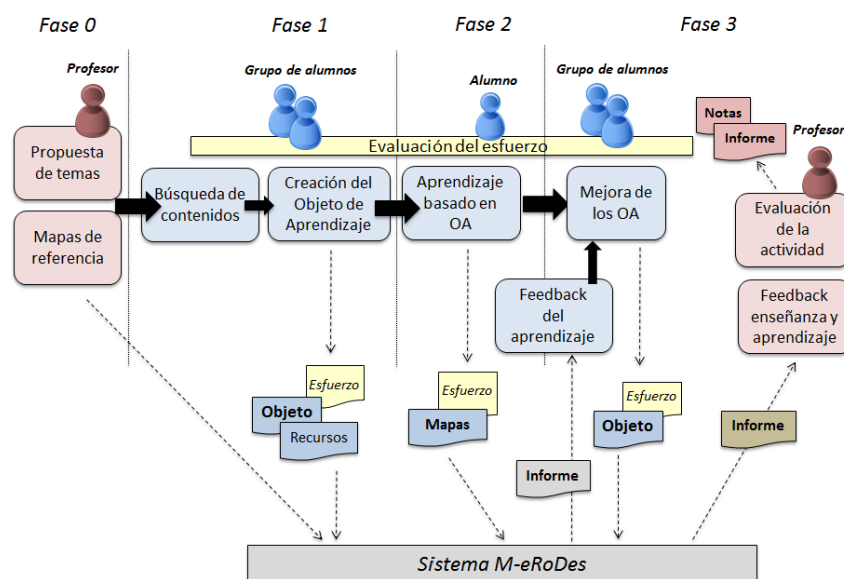 Fase 0
Fase 1
Fase 2
Fase 3
Profesor
Grupo de alumnos
Alumno
Grupo de alumnos
Notas
Informe
Profesor
Evaluación del esfuerzo
Propuesta
de temas
Mapas de
referencia
Búsqueda de
contenidos
Creación del
Objeto de
Aprendizaje
Aprendizaje
basado en
OA
Mejora de
los OA
Evaluación
de la
actividad
Feedback
del
aprendizaje
Feedback
enseñanza y
aprendizaje
Esfuerzo
Objeto
Recursos
Esfuerzo
Mapas
Informe
Esfuerzo
Objeto
Informe
Sistema M-eRoDes